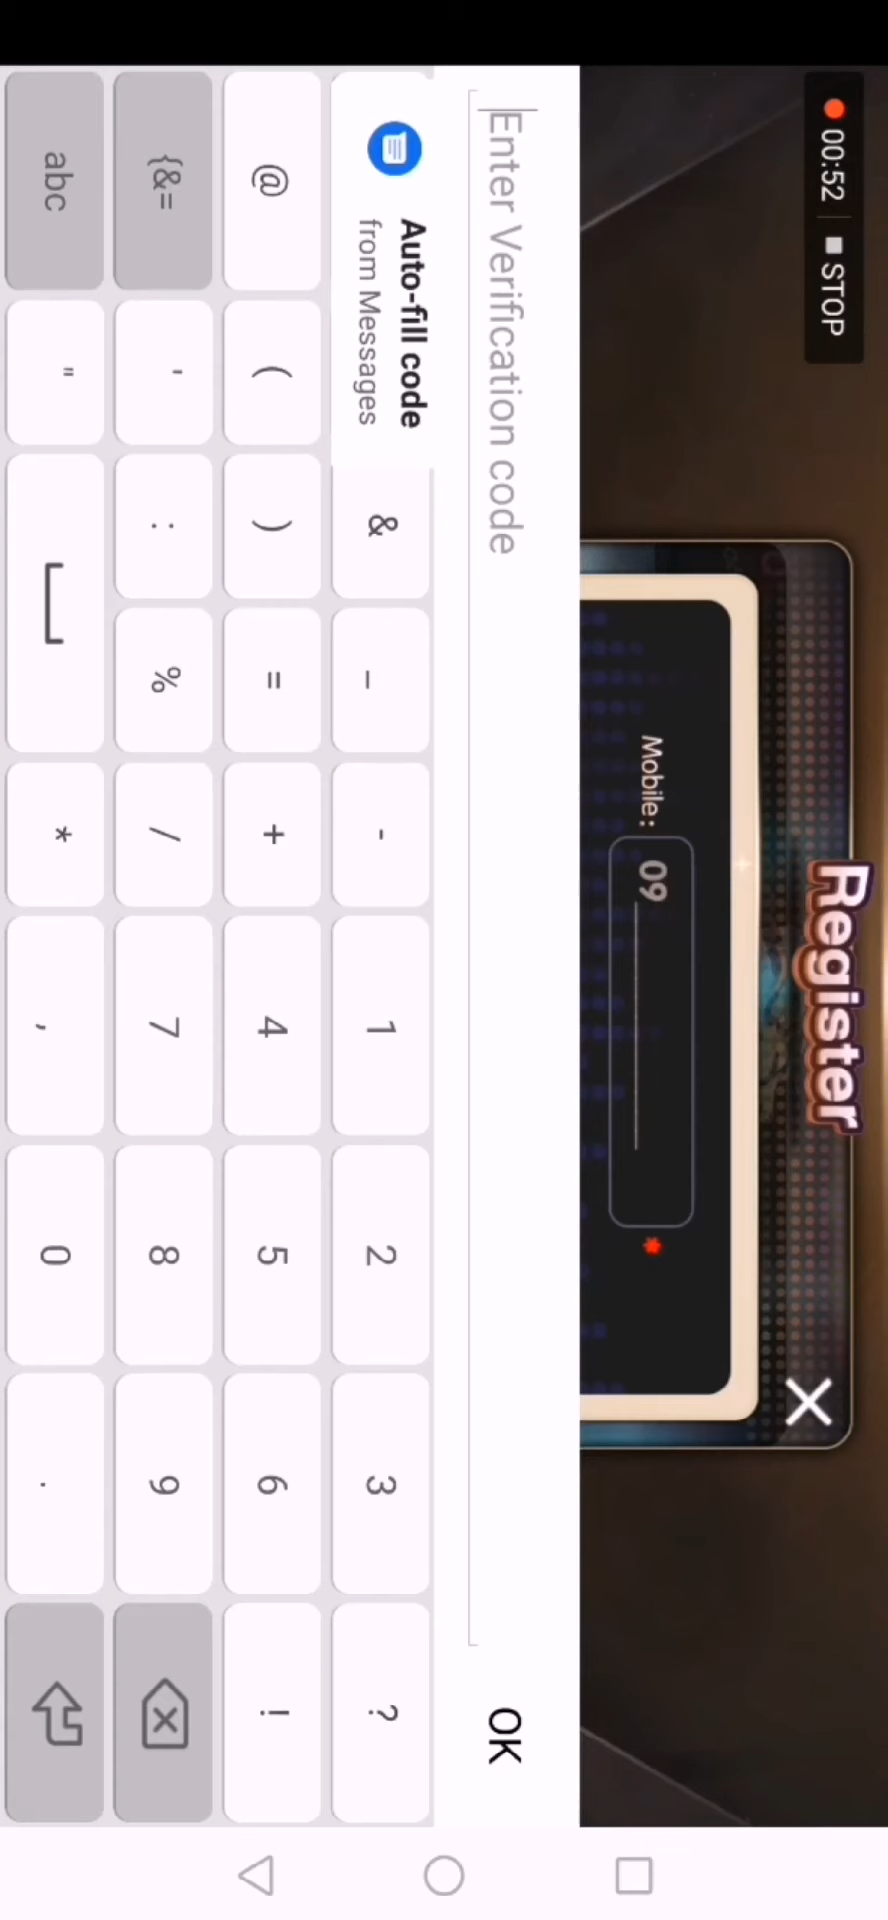 00:52 STOP
Register
Mobile: 09 *
Enter Verification code OK
Auto-fill code
from Messages
& _ - 1 2 3 ?
@ ( ) = + 4 5 6 !
{&= ' : % / 7 8 9
abc " * , 0 .